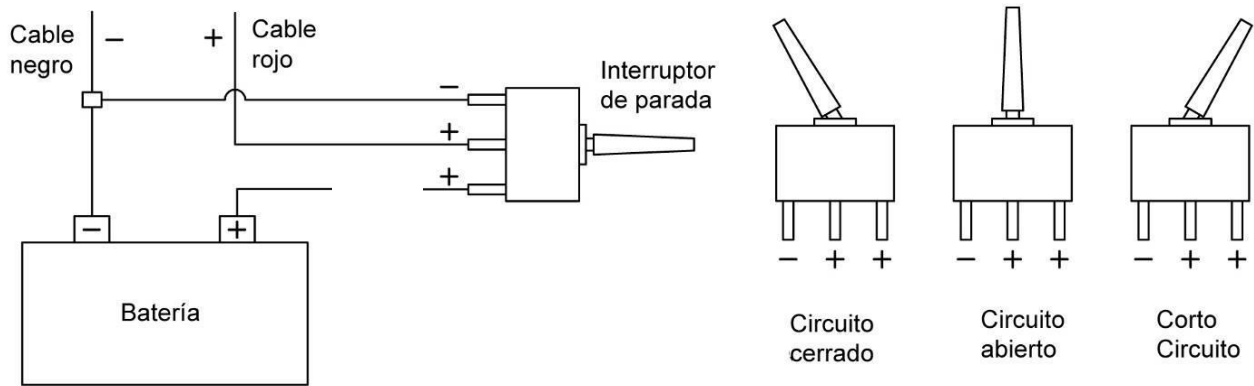 Cable
negro
−
+
Cable
rojo
Interruptor
de parada
−
+
+
−
+
Batería
− + +
Circuito
cerrado
− + +
Circuito
abierto
− + +
Corto
Circuito